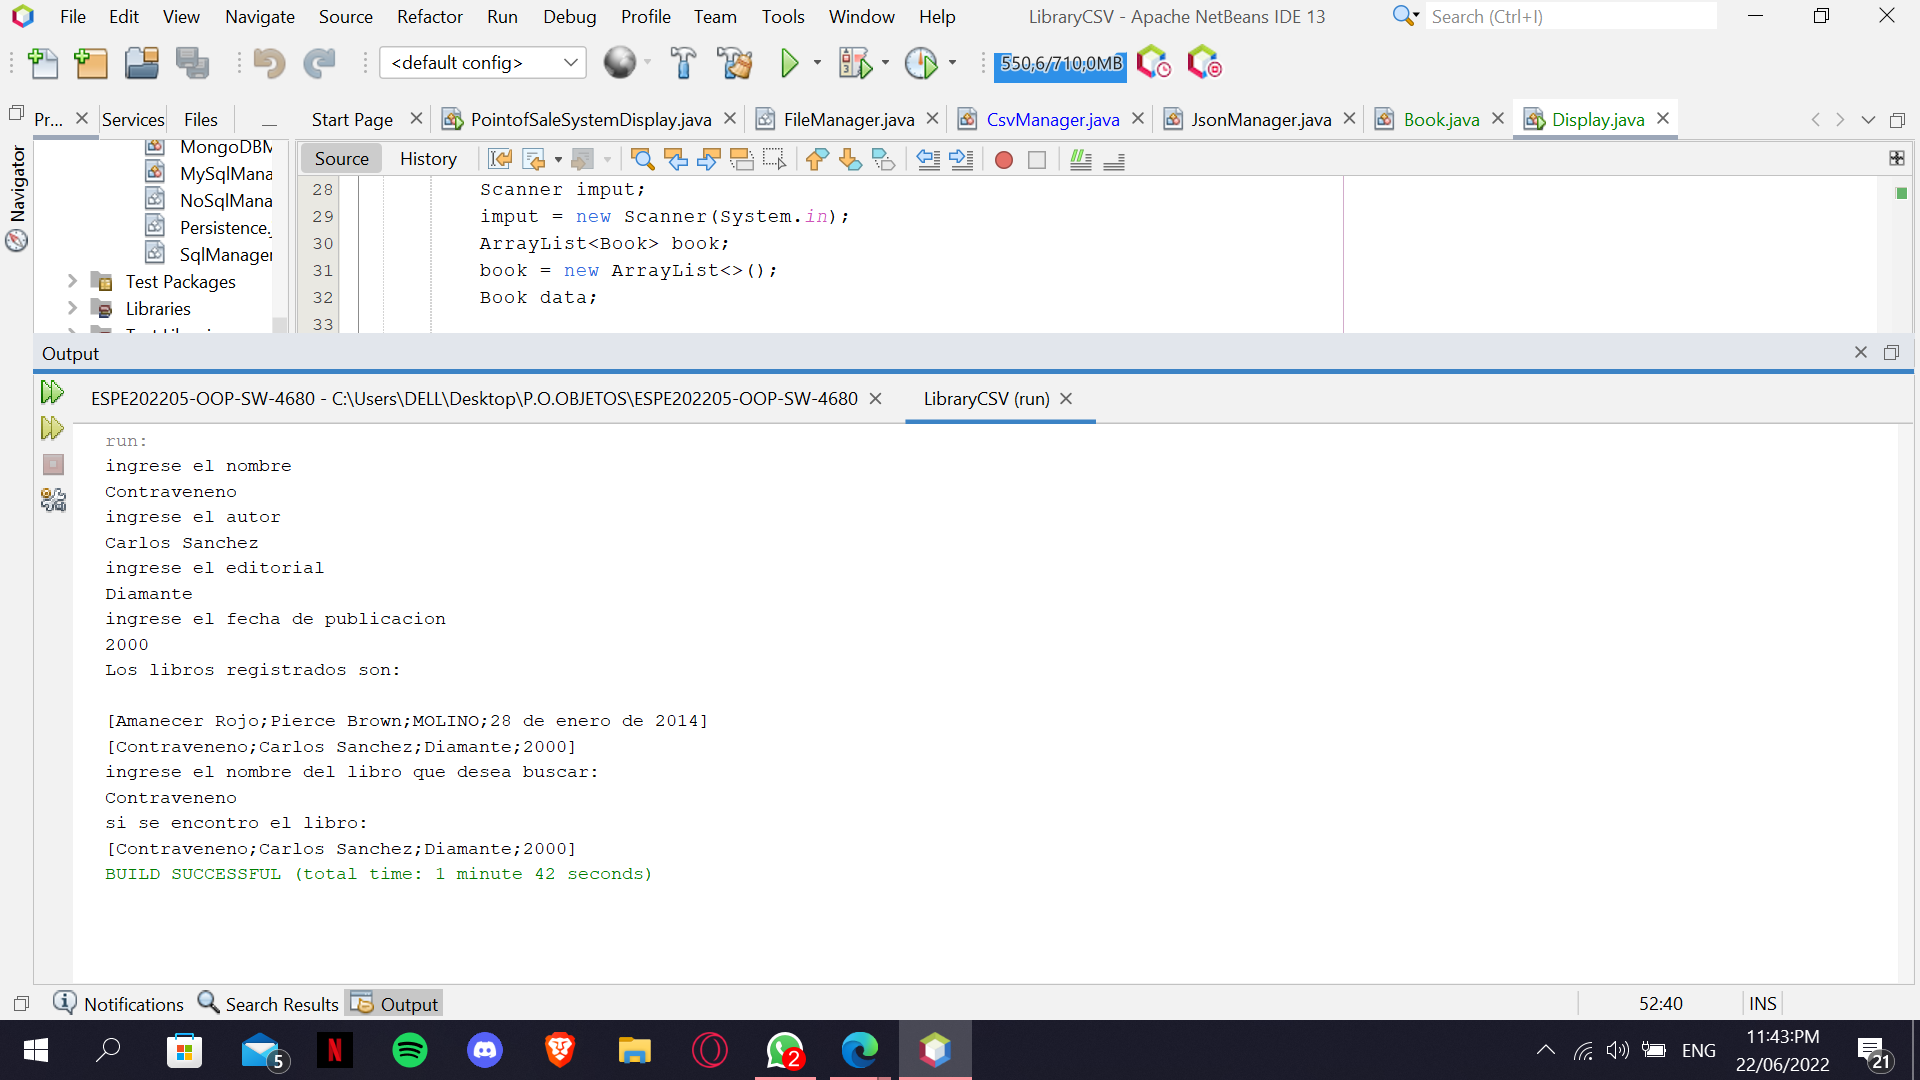 File Edit View Navigate Source Refactor Run Debug Profile Team Tools Window Help LibraryCSV - Apache NetBeans IDE 13 Search (Ctrl+I)
<default config> 550,6/710,0MB
Pr... Services Files Start Page PointofSaleSystemDisplay.java FileManager.java CsvManager.java JsonManager.java Book.java Display.java
Navigator
MongoDBM
MySqlMana
NoSqlMana
Persistence.
SqlManager
Test Packages
Libraries
Source History
28 Scanner imput;
29 imput = new Scanner(System.in);
30 ArrayList<Book> book;
31 book = new ArrayList<>();
32 Book data;
33
Output
ESPE202205-OOP-SW-4680 - C:\Users\DELL\Desktop\P.O.OBJETOS\ESPE202205-OOP-SW-4680 LibraryCSV (run)
run:
ingrese el nombre
Contraveneno
ingrese el autor
Carlos Sanchez
ingrese el editorial
Diamante
ingrese el fecha de publicacion
2000
Los libros registrados son:
[Amanecer Rojo;Pierce Brown;MOLINO;28 de enero de 2014]
[Contraveneno;Carlos Sanchez;Diamante;2000]
ingrese el nombre del libro que desea buscar:
Contraveneno
si se encontro el libro:
[Contraveneno;Carlos Sanchez;Diamante;2000]
BUILD SUCCESSFUL (total time: 1 minute 42 seconds)
Notifications Search Results Output 52:40 INS
5 2 ENG 11:43:PM 21
22/06/2022